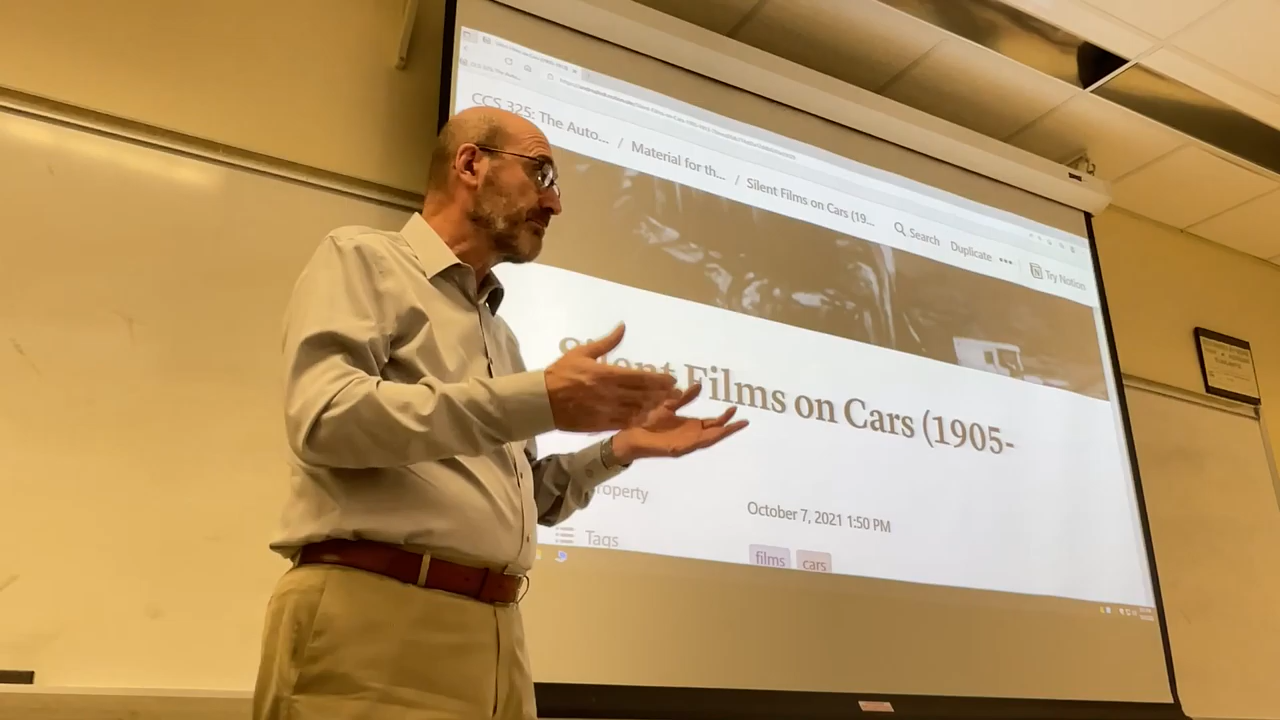 CCS 325: The Auto... / Material for th... / Silent Films on Cars (19...
Search Duplicate ••• Try Notion
Silent Films on Cars (1905-
roperty
October 7, 2021 1:50 PM
Tags
films cars